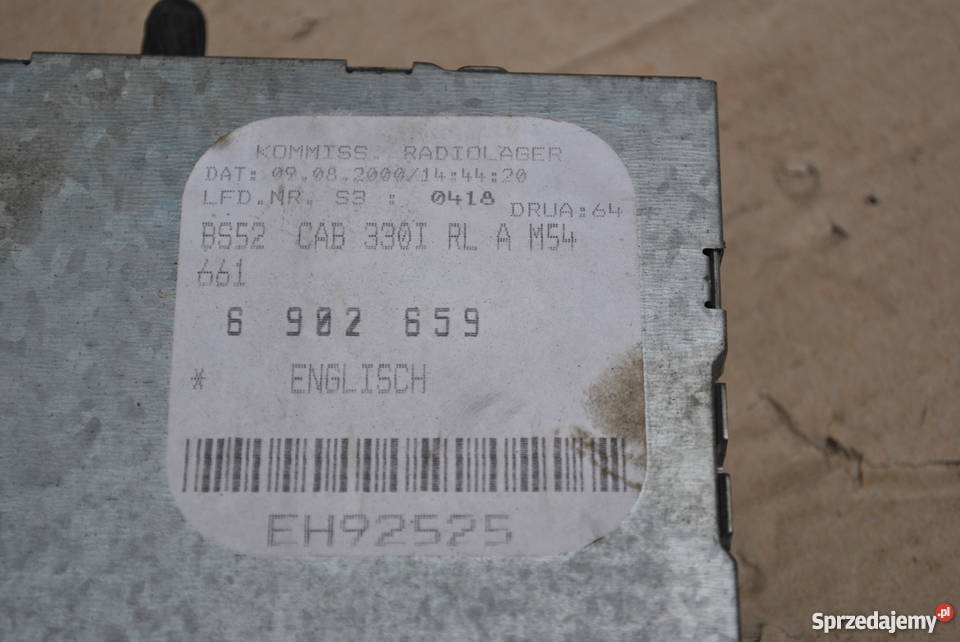 KOMMISS. RADIOLAGER
DAT: 09.08.2000/14:44:20
LFD.NR. S3 : 0418 DRUA:64
BS52 CAB 330I RL A M54
661
6 902 659
* ENGLISCH
EH92525
Sprzedajemy.pl